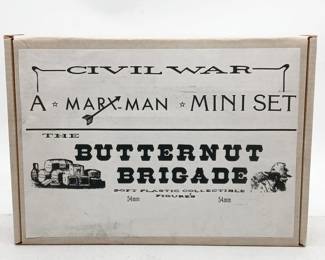 CIVIL WAR
A ★ MARX-MAN ★ MINI SET
THE
BUTTERNUT
BRIGADE
SOFT PLASTIC COLLECTIBLE
FIGURES
54mm 54mm